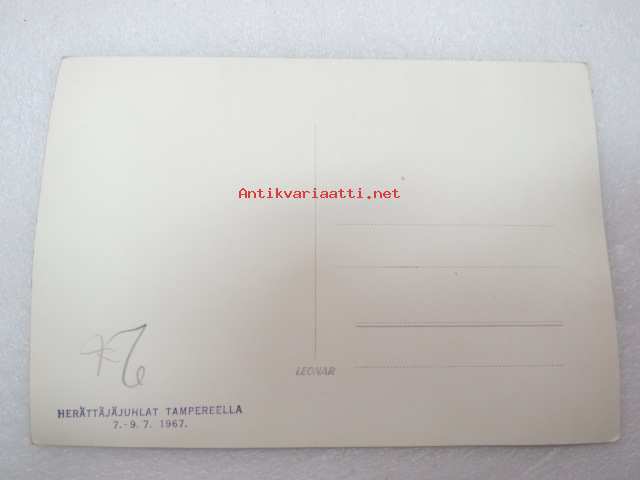 Antikvariaatti.net
LEONAR
HERÄTTÄJÄJUHLAT TAMPEREELLA
7.-9. 7. 1967.